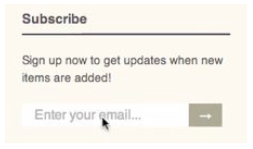 Subscribe
Sign up now to get updates when new
items are added!
Enter your email...
→